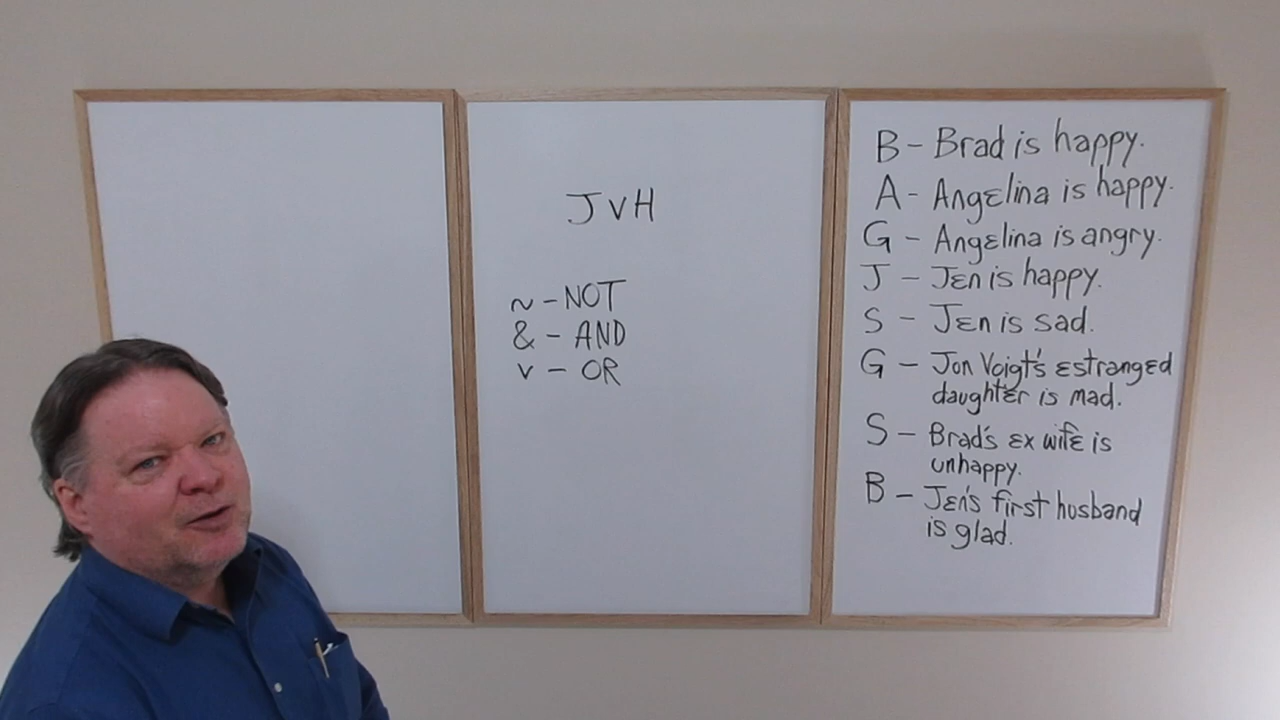 J v H
~ - NOT
& - AND
v - OR
B - Brad is happy.
A - Angelina is happy.
G - Angelina is angry.
J - Jen is happy.
S - Jen is sad.
G - Jon Voigt's estranged
daughter is mad.
S - Brad's ex wife is
unhappy.
B - Jen's first husband
is glad.